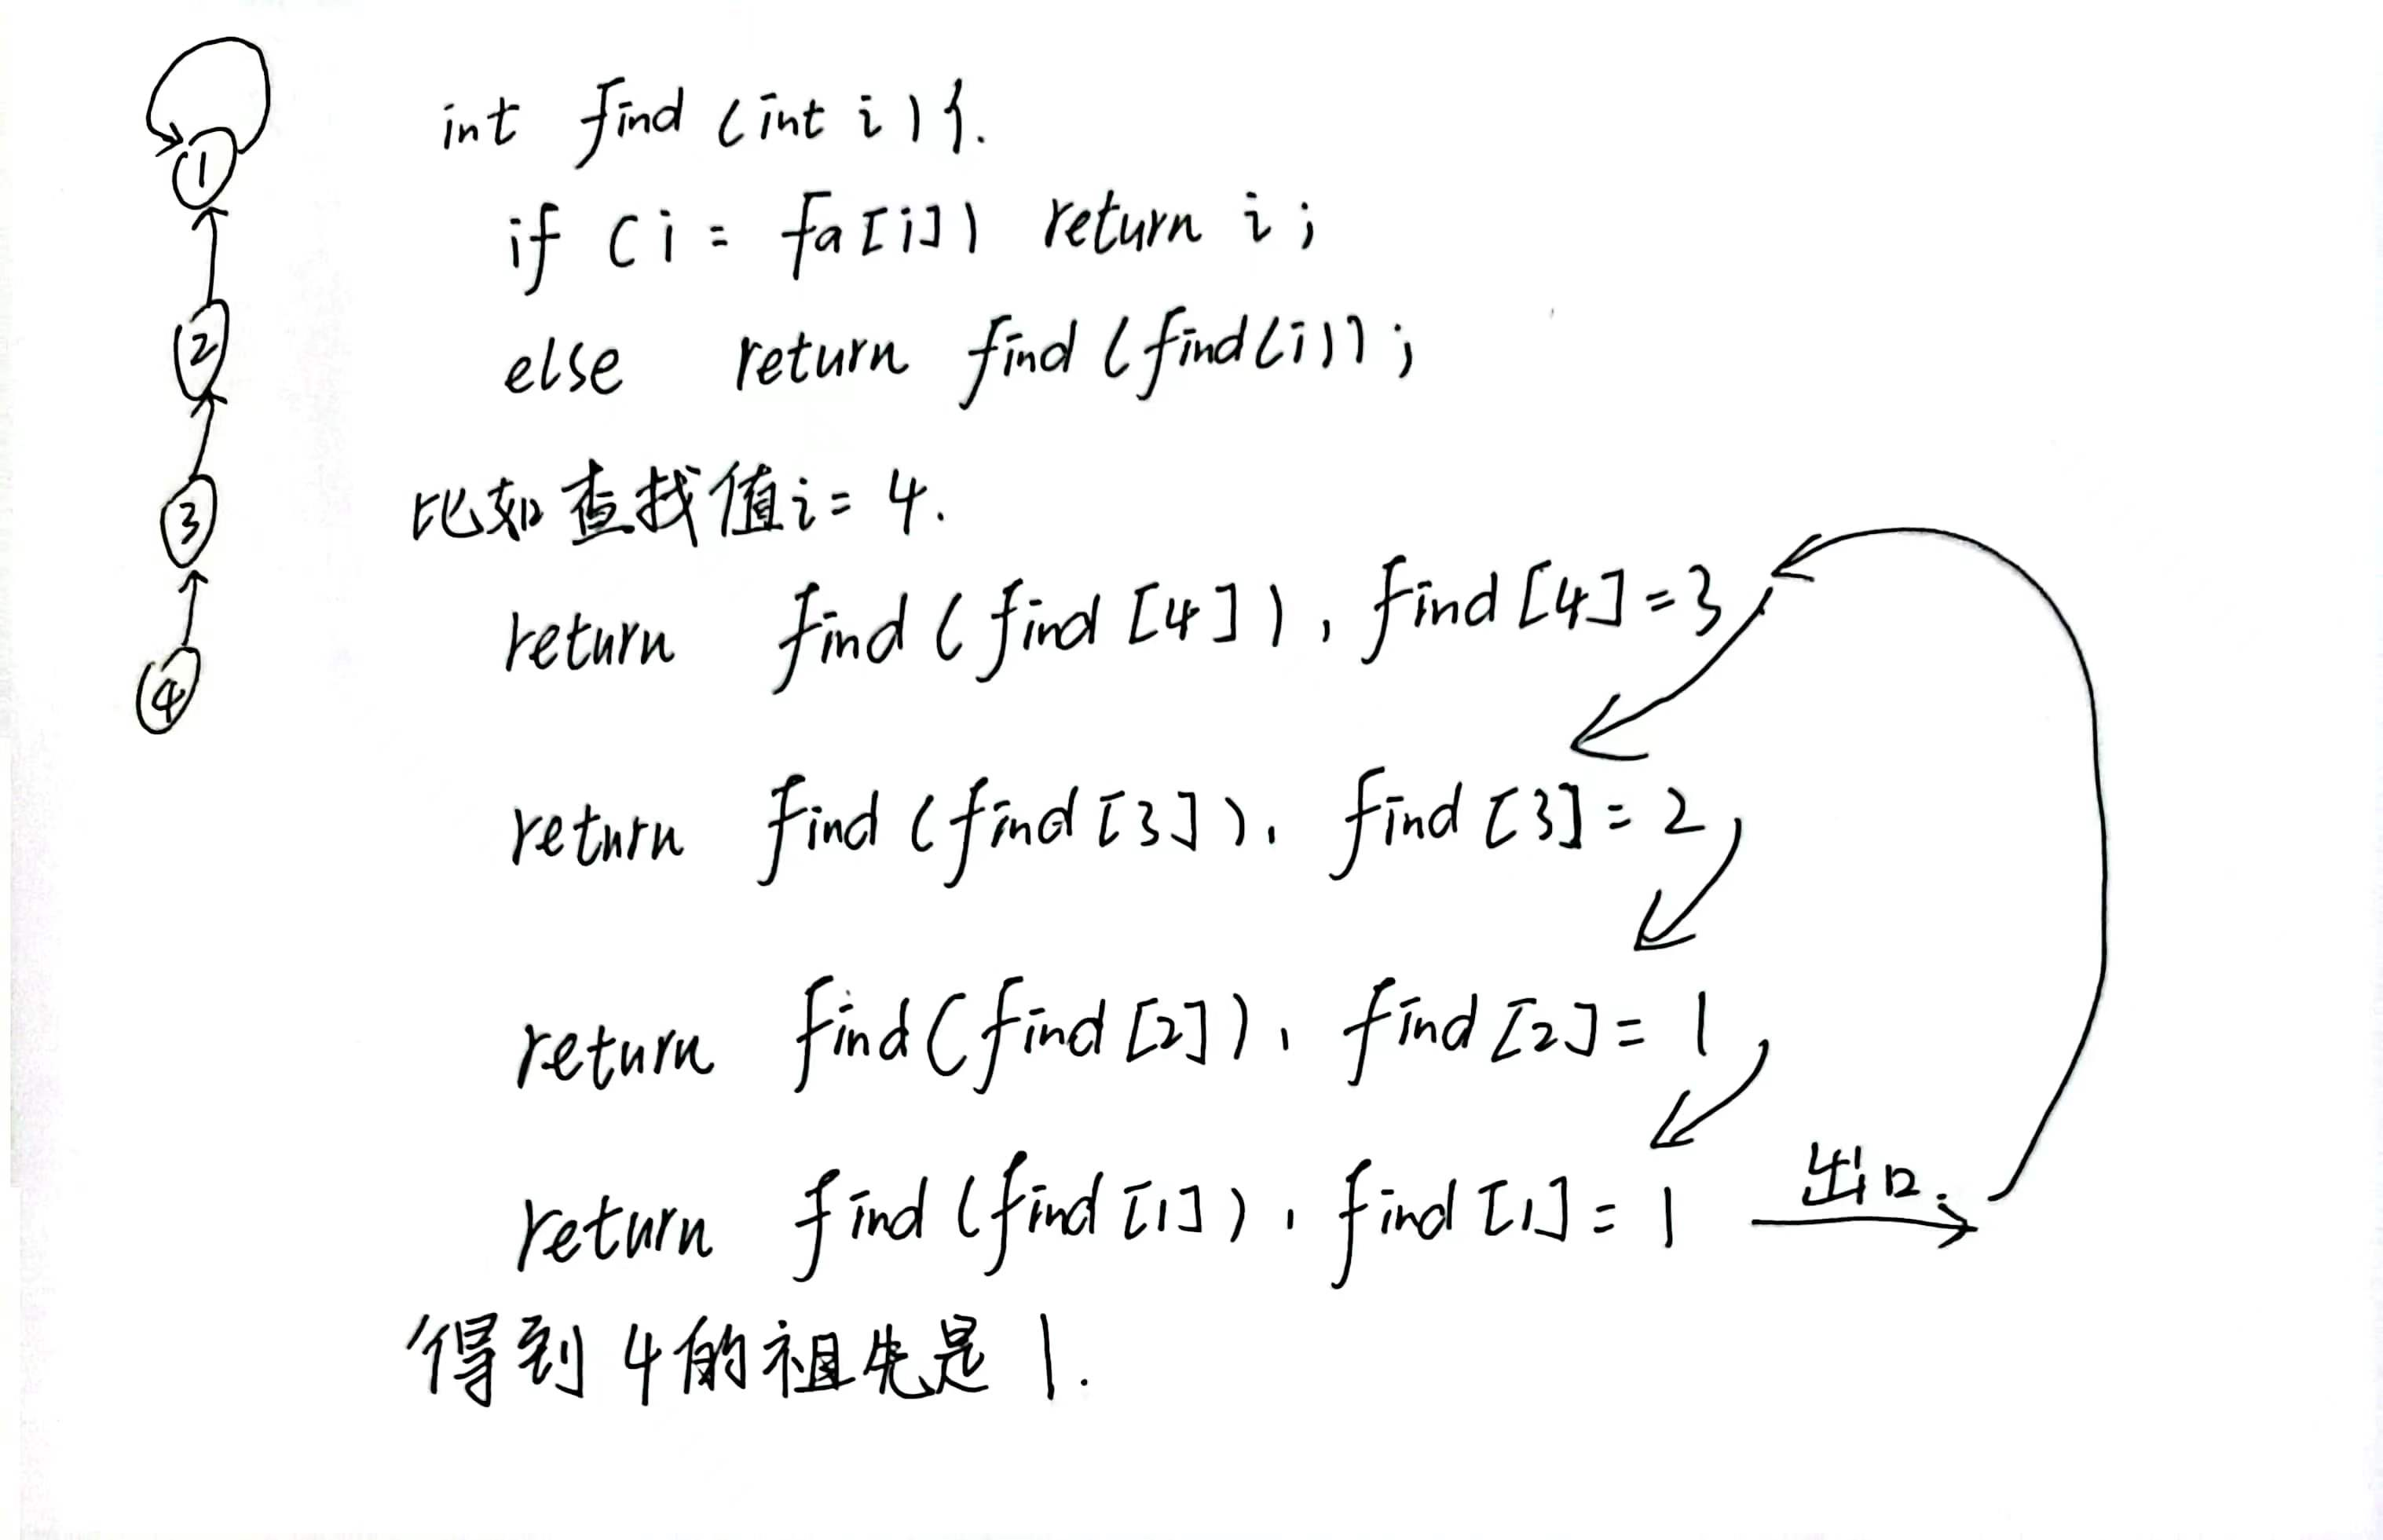 ①
②
③
④
int find (int i) {.
if (i = fa[i]) return i;
else return find (find(i));
比如查找值i=4.
return find (find [4]), find [4] = 3
return find (find [3]), find [3] = 2
return find (find [2]), find [2] = 1
return find (find [1]), find [1] = 1 出口.
得到4的祖先是1.